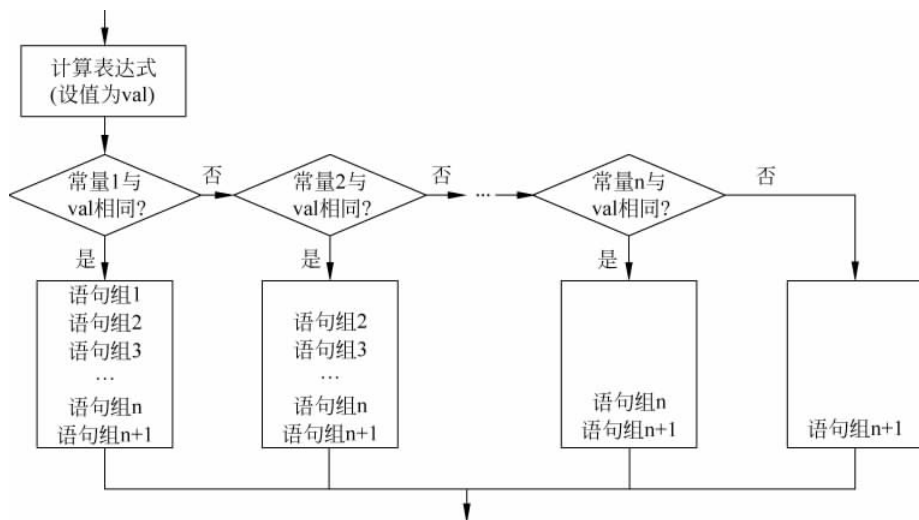 计算表达式
(设值为val)
常量1与
val相同?
否
常量2与
val相同?
否
…
常量n与
val相同?
否
是
是
是
语句组1
语句组2
语句组3
…
语句组n
语句组n+1
语句组2
语句组3
…
语句组n
语句组n+1
语句组n
语句组n+1
语句组n+1